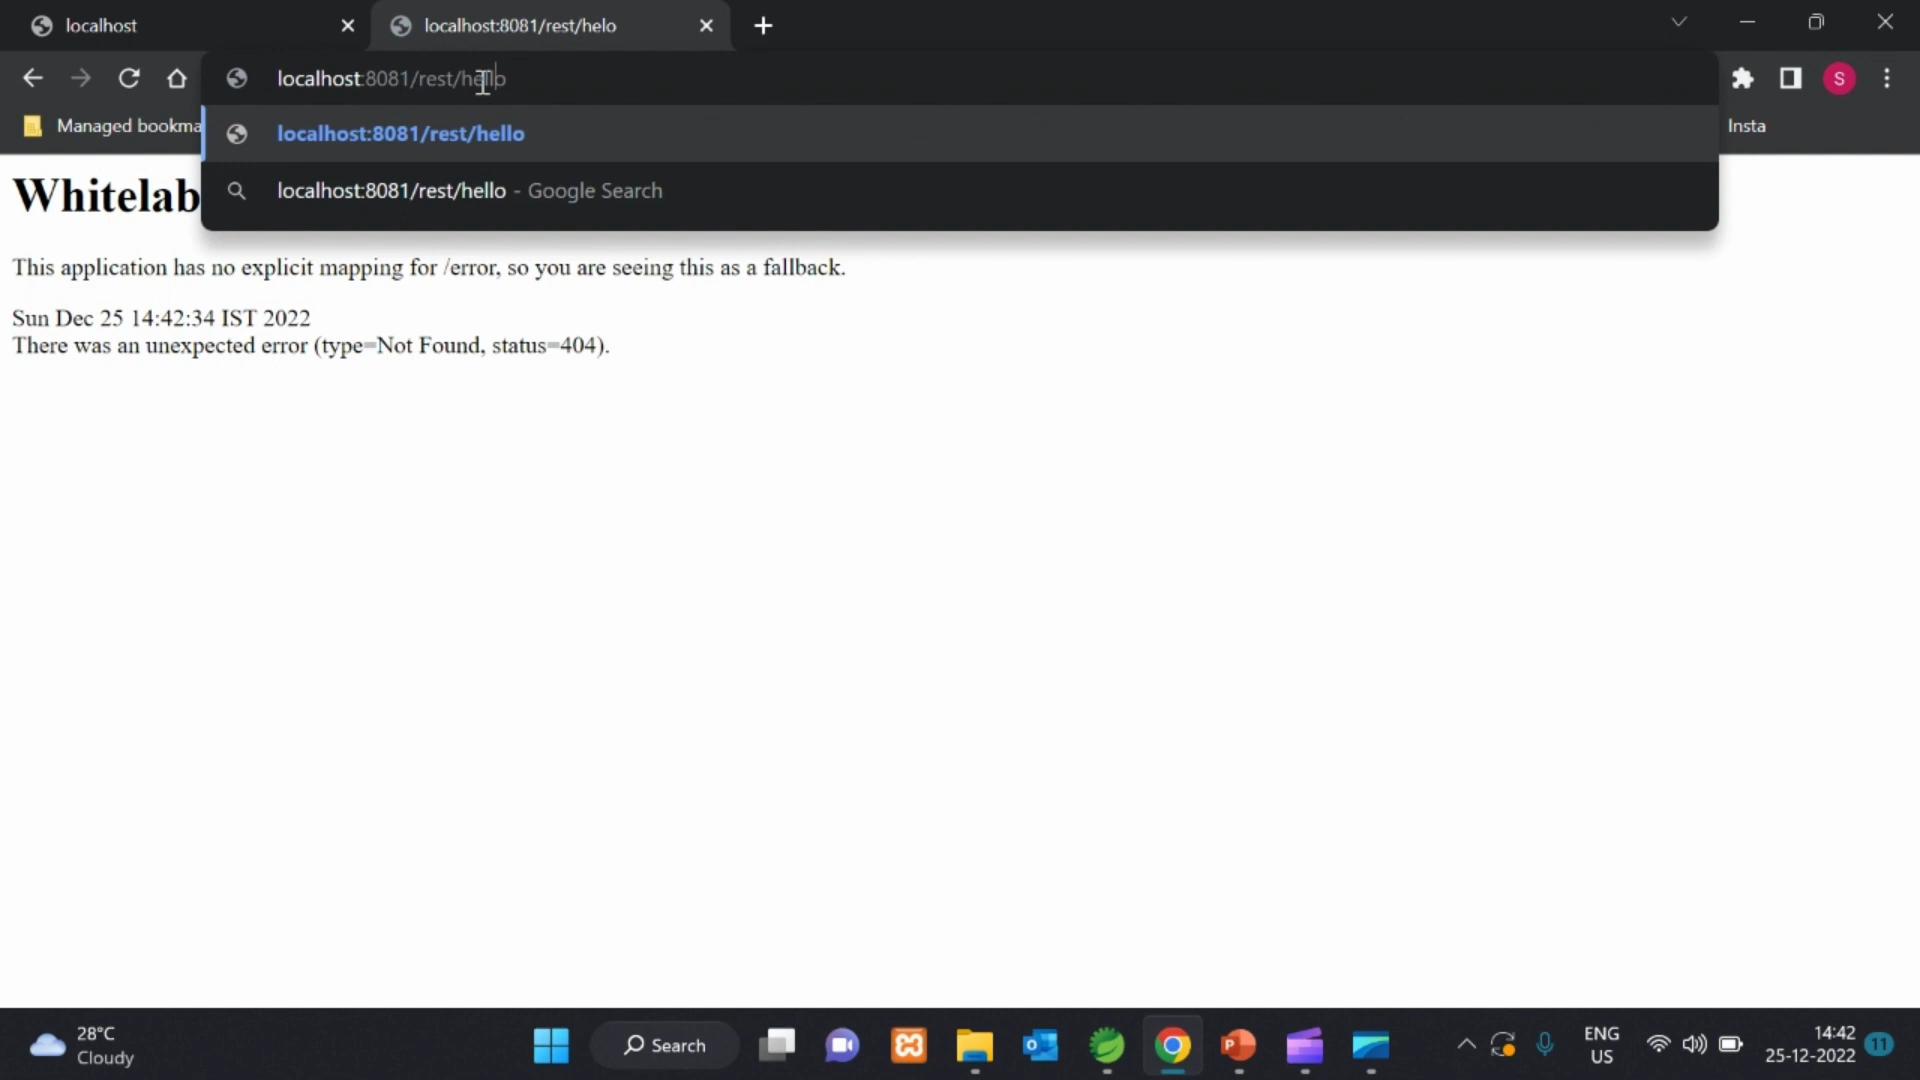 localhost
localhost:8081/rest/helo
localhost:8081/rest/hello
Managed bookma
localhost:8081/rest/hello
Insta
localhost:8081/rest/hello - Google Search
Whitelab
This application has no explicit mapping for /error, so you are seeing this as a fallback.
Sun Dec 25 14:42:34 IST 2022
There was an unexpected error (type=Not Found, status=404).
28°C
Cloudy
Search
ENG
US
14:42
25-12-2022
11
S